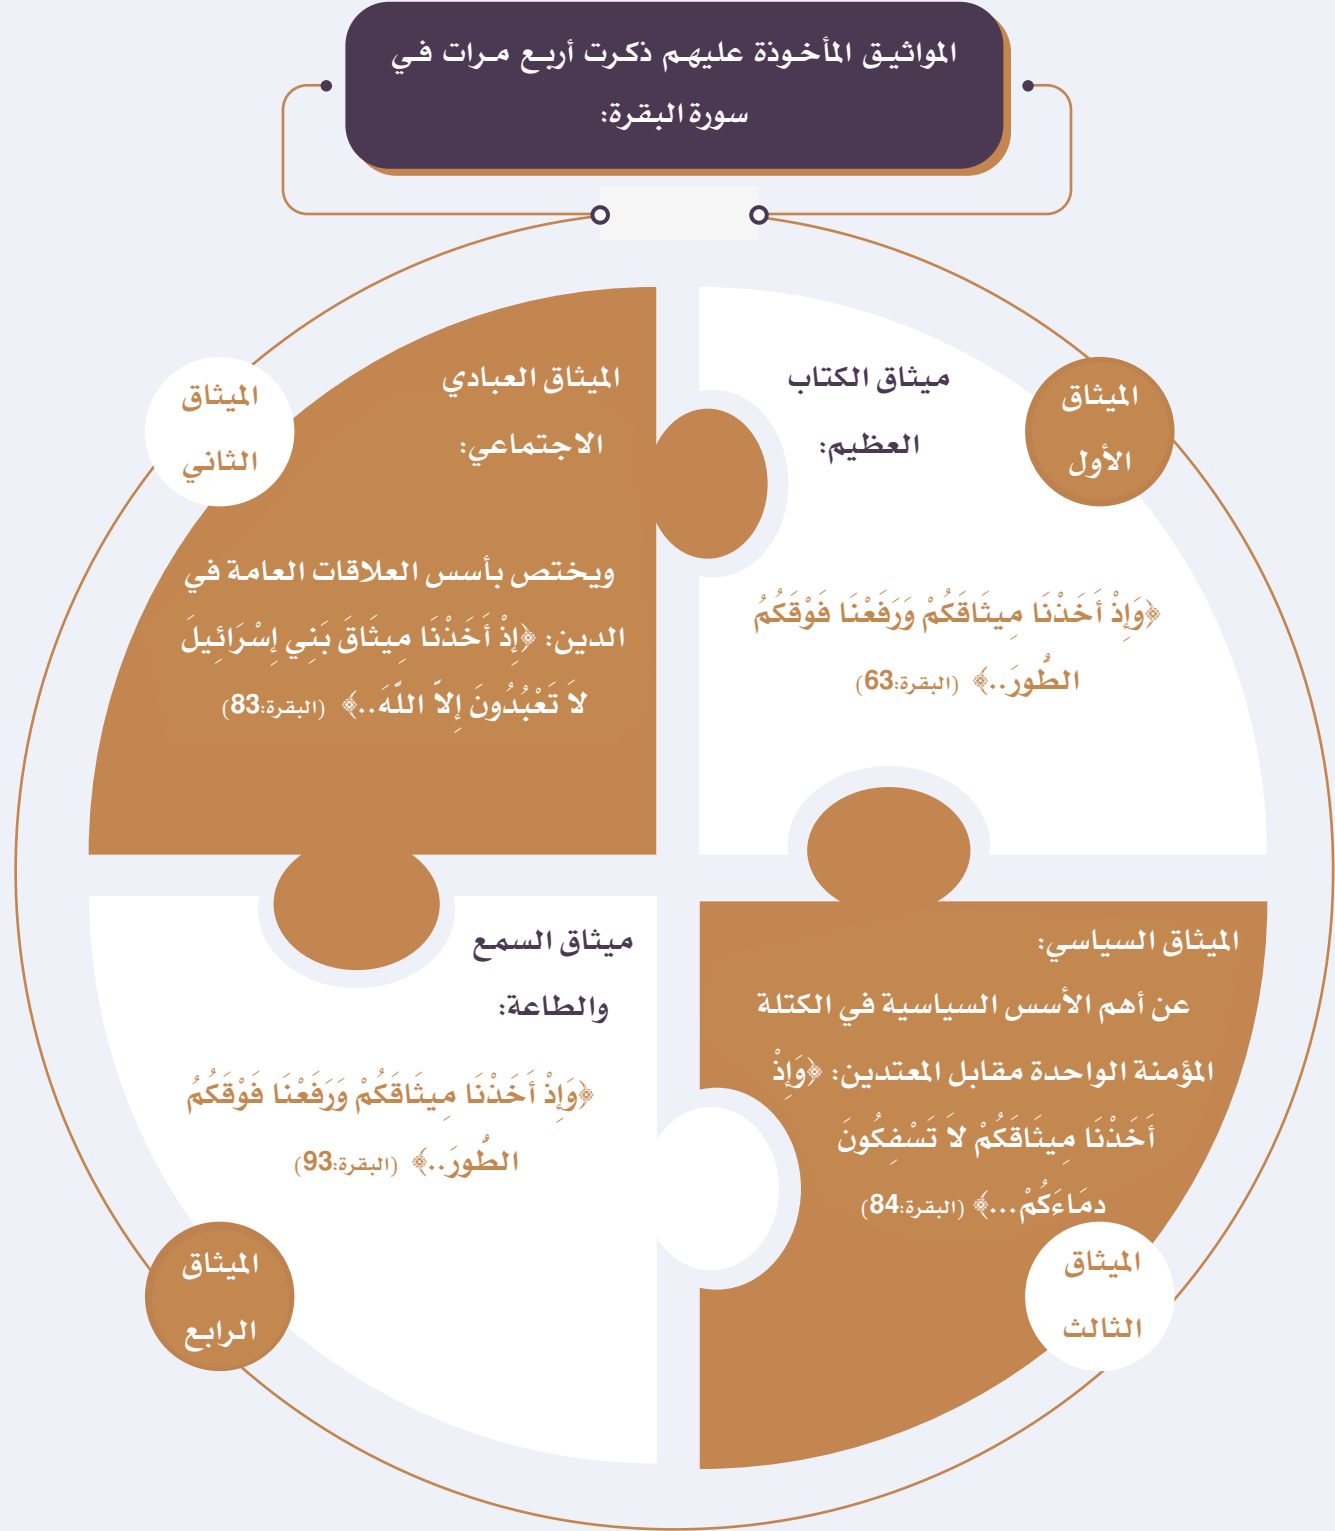 المواثيق المأخوذة عليهم ذكرت أربع مرات في
سورة البقرة:
الميثاق
الأول
ميثاق الكتاب
العظيم:
﴿وَإِذْ أَخَذْنَا مِيثَاقَكُمْ وَرَفَعْنَا فَوْقَكُمُ
الطُّورَ..﴾ (البقرة:63)
الميثاق
الثاني
الميثاق العبادي
الاجتماعي:
ويختص بأسس العلاقات العامة في
الدين: ﴿إِذْ أَخَذْنَا مِيثَاقَ بَنِي إِسْرَائِيلَ
لاَ تَعْبُدُونَ إِلاَّ اللَّهَ..﴾ (البقرة:83)
الميثاق السياسي:
عن أهم الأسس السياسية في الكتلة
المؤمنة الواحدة مقابل المعتدين: ﴿وَإِذْ
أَخَذْنَا مِيثَاقَكُمْ لاَ تَسْفِكُونَ
دمَاءَكُمْ...﴾ (البقرة:84)
الميثاق
الثالث
ميثاق السمع
والطاعة:
﴿وَإِذْ أَخَذْنَا مِيثَاقَكُمْ وَرَفَعْنَا فَوْقَكُمُ
الطُّورَ..﴾ (البقرة:93)
الميثاق
الرابع